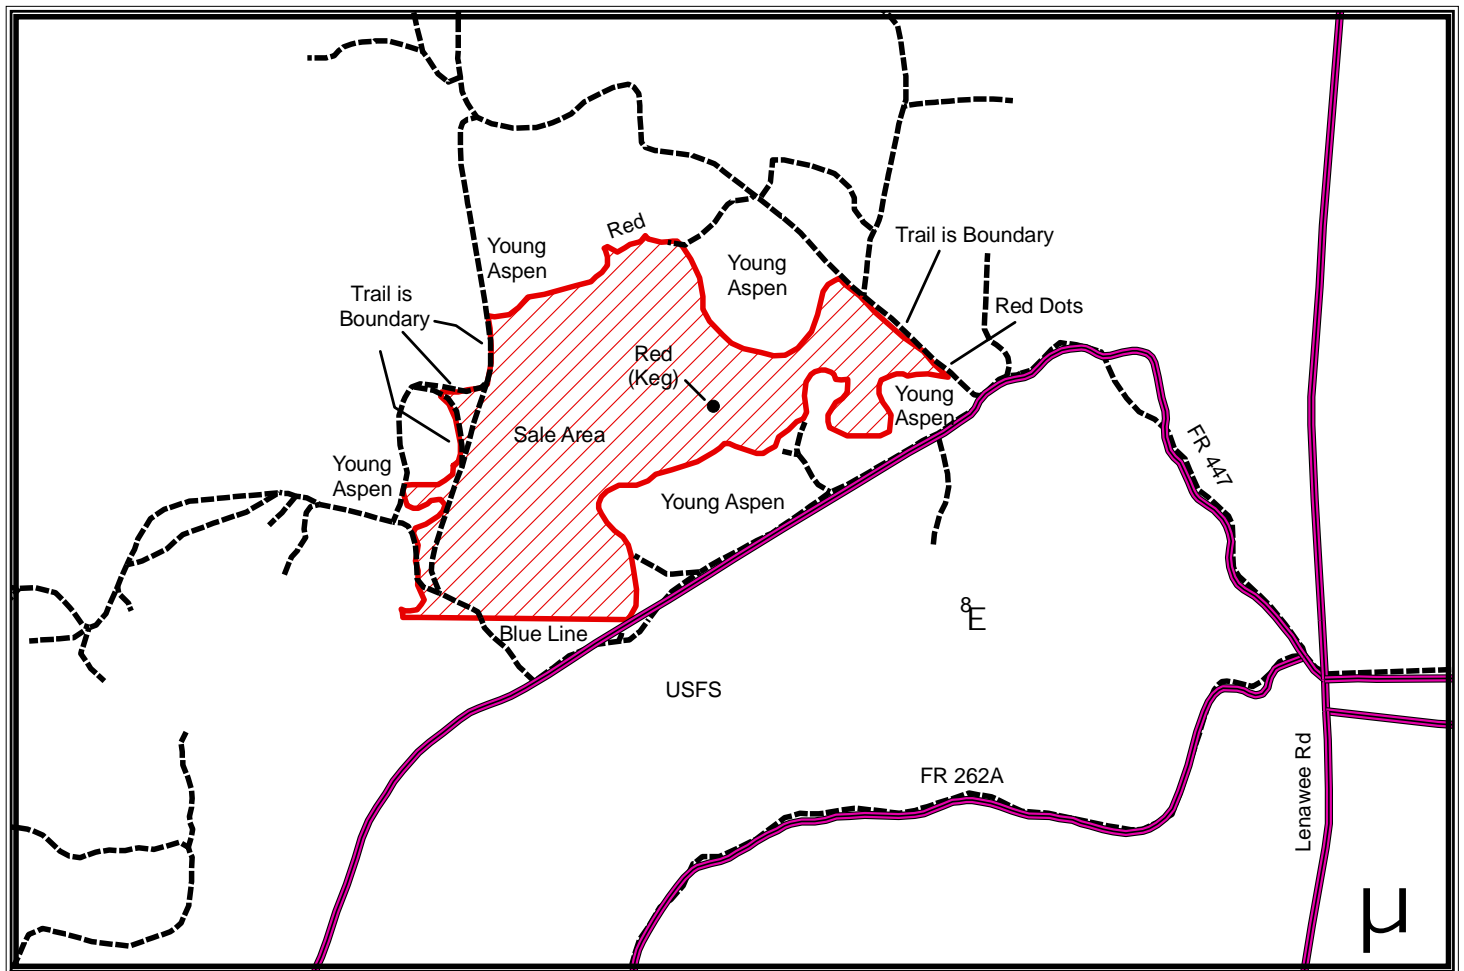 Red
Young
Aspen
Trail is Boundary
Young
Aspen
Trail is
Boundary
Red Dots
Red
(Keg)
Young
Aspen
Sale Area
FR 447
Young
Aspen
Young Aspen
8
E
Blue Line
USFS
FR 262A
Lenawee Rd
µ